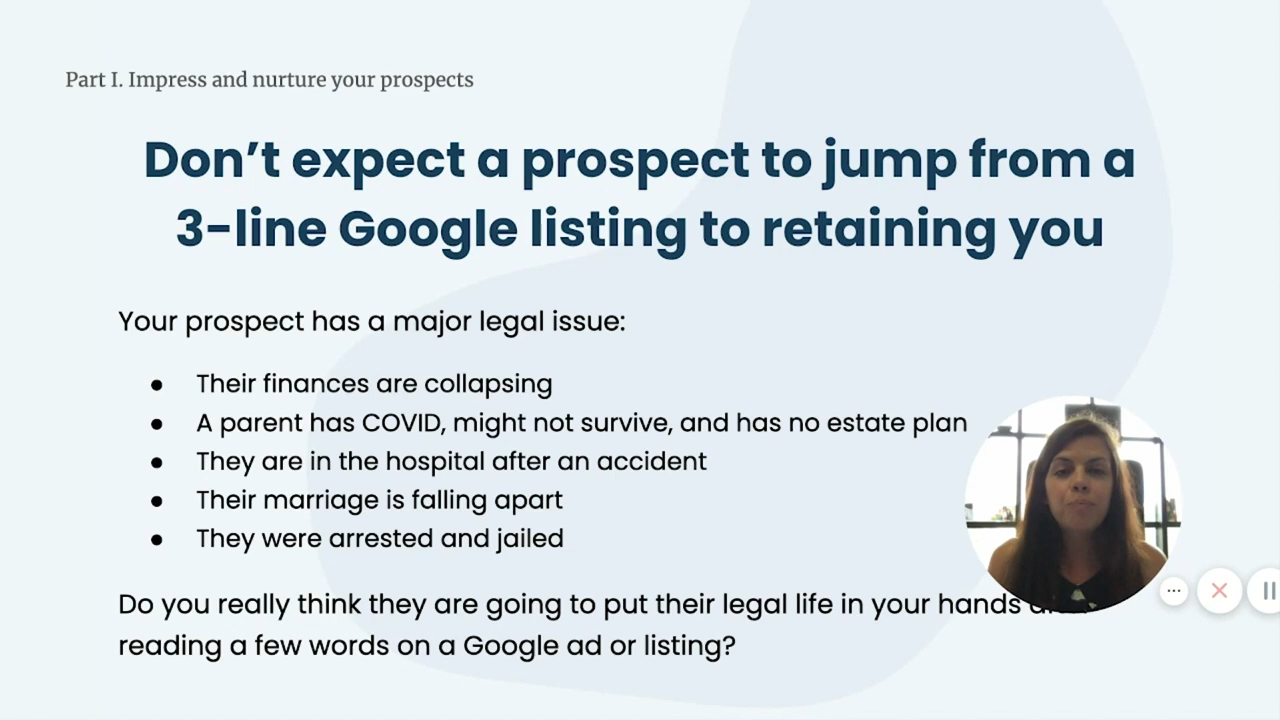 Part I. Impress and nurture your prospects
Don’t expect a prospect to jump from a
3-line Google listing to retaining you
Your prospect has a major legal issue:
● Their finances are collapsing
● A parent has COVID, might not survive, and has no estate plan
● They are in the hospital after an accident
● Their marriage is falling apart
● They were arrested and jailed
Do you really think they are going to put their legal life in your hands
reading a few words on a Google ad or listing?